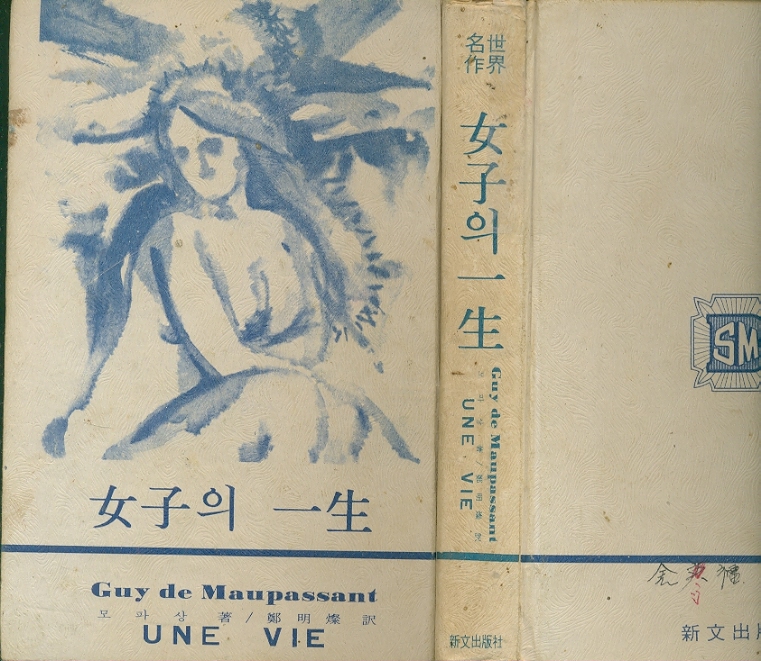 女子의 一生
Guy de Maupassant
모파상 著 / 鄭明燦 訳
UNE VIE
世界
名作
女子의 一生
Guy de Maupassant
UNE VIE
新文出版社
SM
新文出